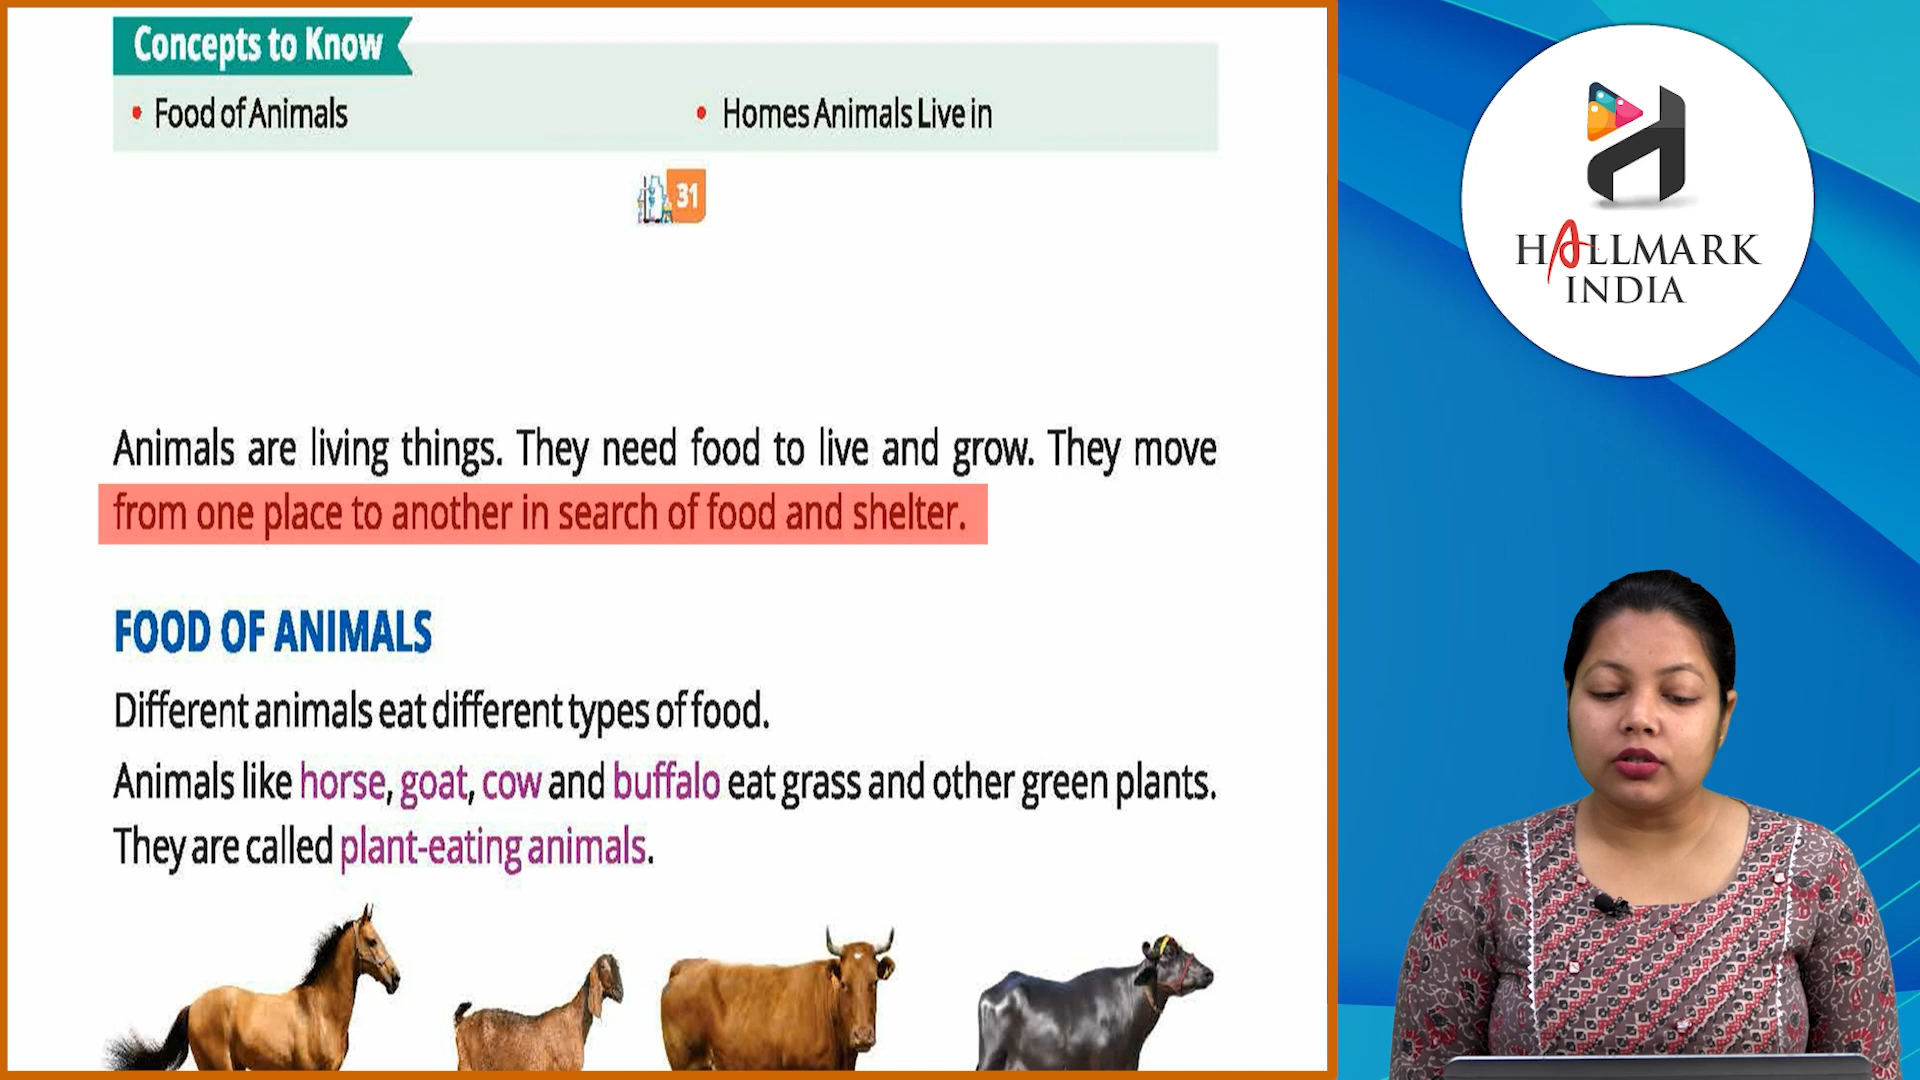 Concepts to Know
• Food of Animals
• Homes Animals Live in
31
Animals are living things. They need food to live and grow. They move
from one place to another in search of food and shelter.
FOOD OF ANIMALS
Different animals eat different types of food.
Animals like horse, goat, cow and buffalo eat grass and other green plants.
They are called plant-eating animals.
HALLMARK
INDIA